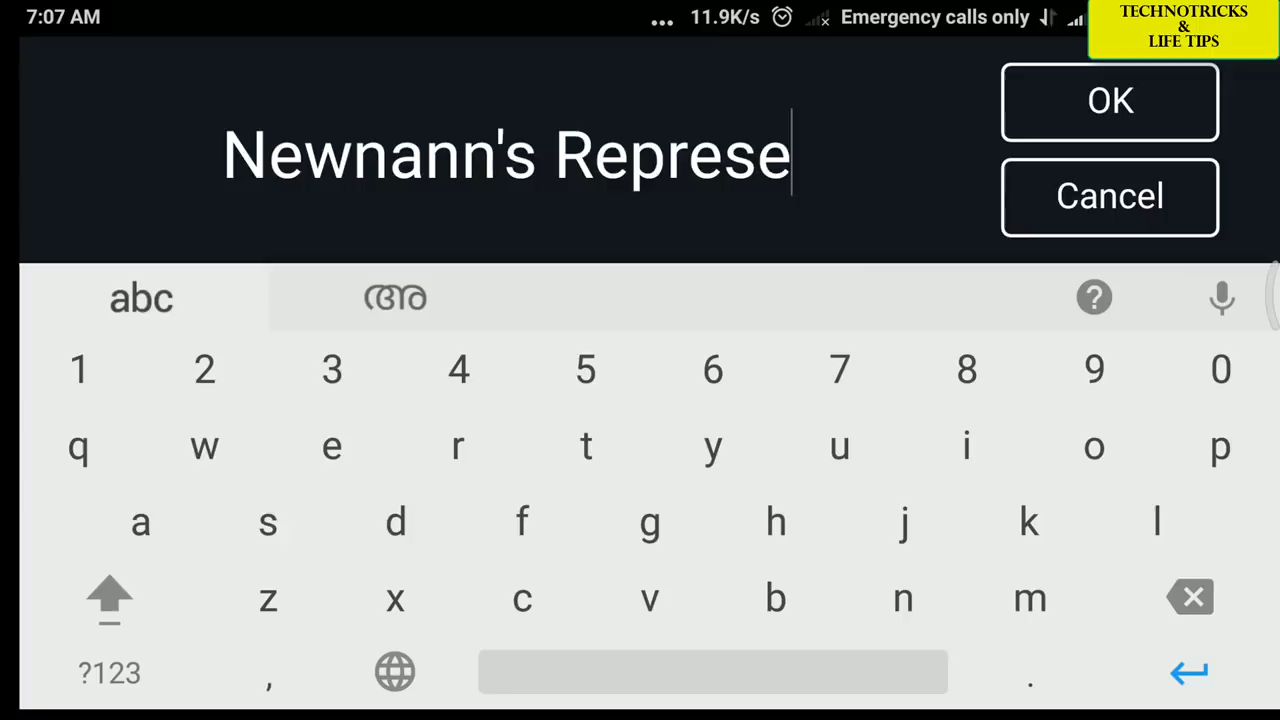 7:07 AM
... 11.9K/s Emergency calls only
TECHNOTRICKS
&
LIFE TIPS
OK
Newnann's Represe
Cancel
abc അ ?
1 2 3 4 5 6 7 8 9 0
q w e r t y u i o p
a s d f g h j k l
z x c v b n m
?123 , .